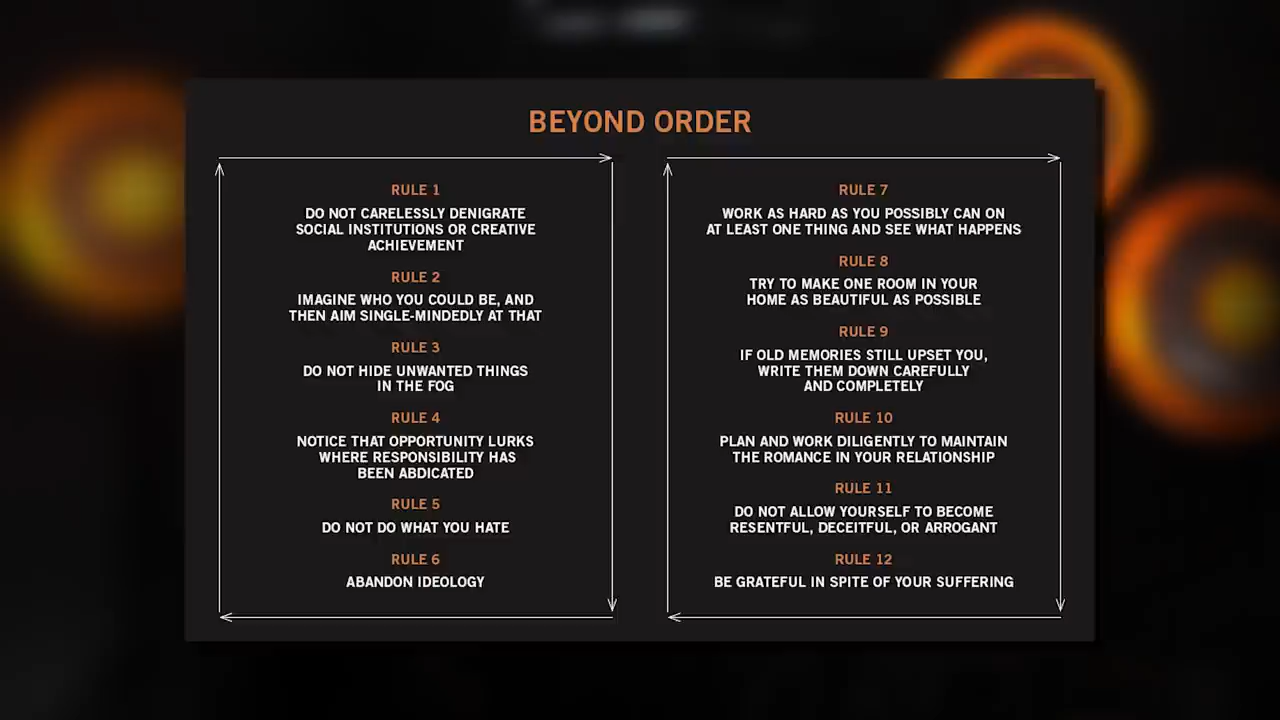 BEYOND ORDER
RULE 1
DO NOT CARELESSLY DENIGRATE
SOCIAL INSTITUTIONS OR CREATIVE
ACHIEVEMENT
RULE 2
IMAGINE WHO YOU COULD BE, AND
THEN AIM SINGLE-MINDEDLY AT THAT
RULE 3
DO NOT HIDE UNWANTED THINGS
IN THE FOG
RULE 4
NOTICE THAT OPPORTUNITY LURKS
WHERE RESPONSIBILITY HAS
BEEN ABDICATED
RULE 5
DO NOT DO WHAT YOU HATE
RULE 6
ABANDON IDEOLOGY
RULE 7
WORK AS HARD AS YOU POSSIBLY CAN ON
AT LEAST ONE THING AND SEE WHAT HAPPENS
RULE 8
TRY TO MAKE ONE ROOM IN YOUR
HOME AS BEAUTIFUL AS POSSIBLE
RULE 9
IF OLD MEMORIES STILL UPSET YOU,
WRITE THEM DOWN CAREFULLY
AND COMPLETELY
RULE 10
PLAN AND WORK DILIGENTLY TO MAINTAIN
THE ROMANCE IN YOUR RELATIONSHIP
RULE 11
DO NOT ALLOW YOURSELF TO BECOME
RESENTFUL, DECEITFUL, OR ARROGANT
RULE 12
BE GRATEFUL IN SPITE OF YOUR SUFFERING